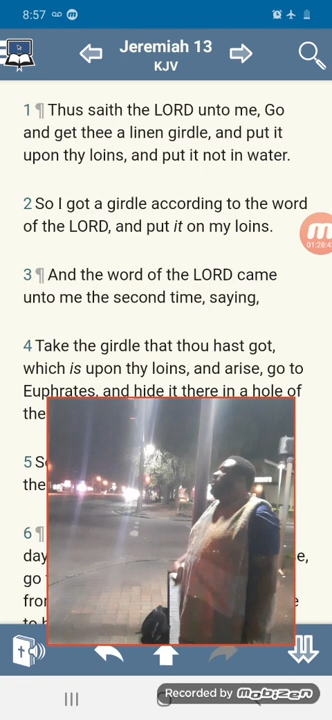 8:57
Jeremiah 13
KJV
1 ¶ Thus saith the LORD unto me, Go
and get thee a linen girdle, and put it
upon thy loins, and put it not in water.
2 So I got a girdle according to the word
of the LORD, and put it on my loins.
3 ¶ And the word of the LORD came
unto me the second time, saying,
4 Take the girdle that thou hast got,
which is upon thy loins, and arise, go to
Euphrates, and hide it there in a hole of
the
5
the
6 ¶
day
go
Recorded by mobizen